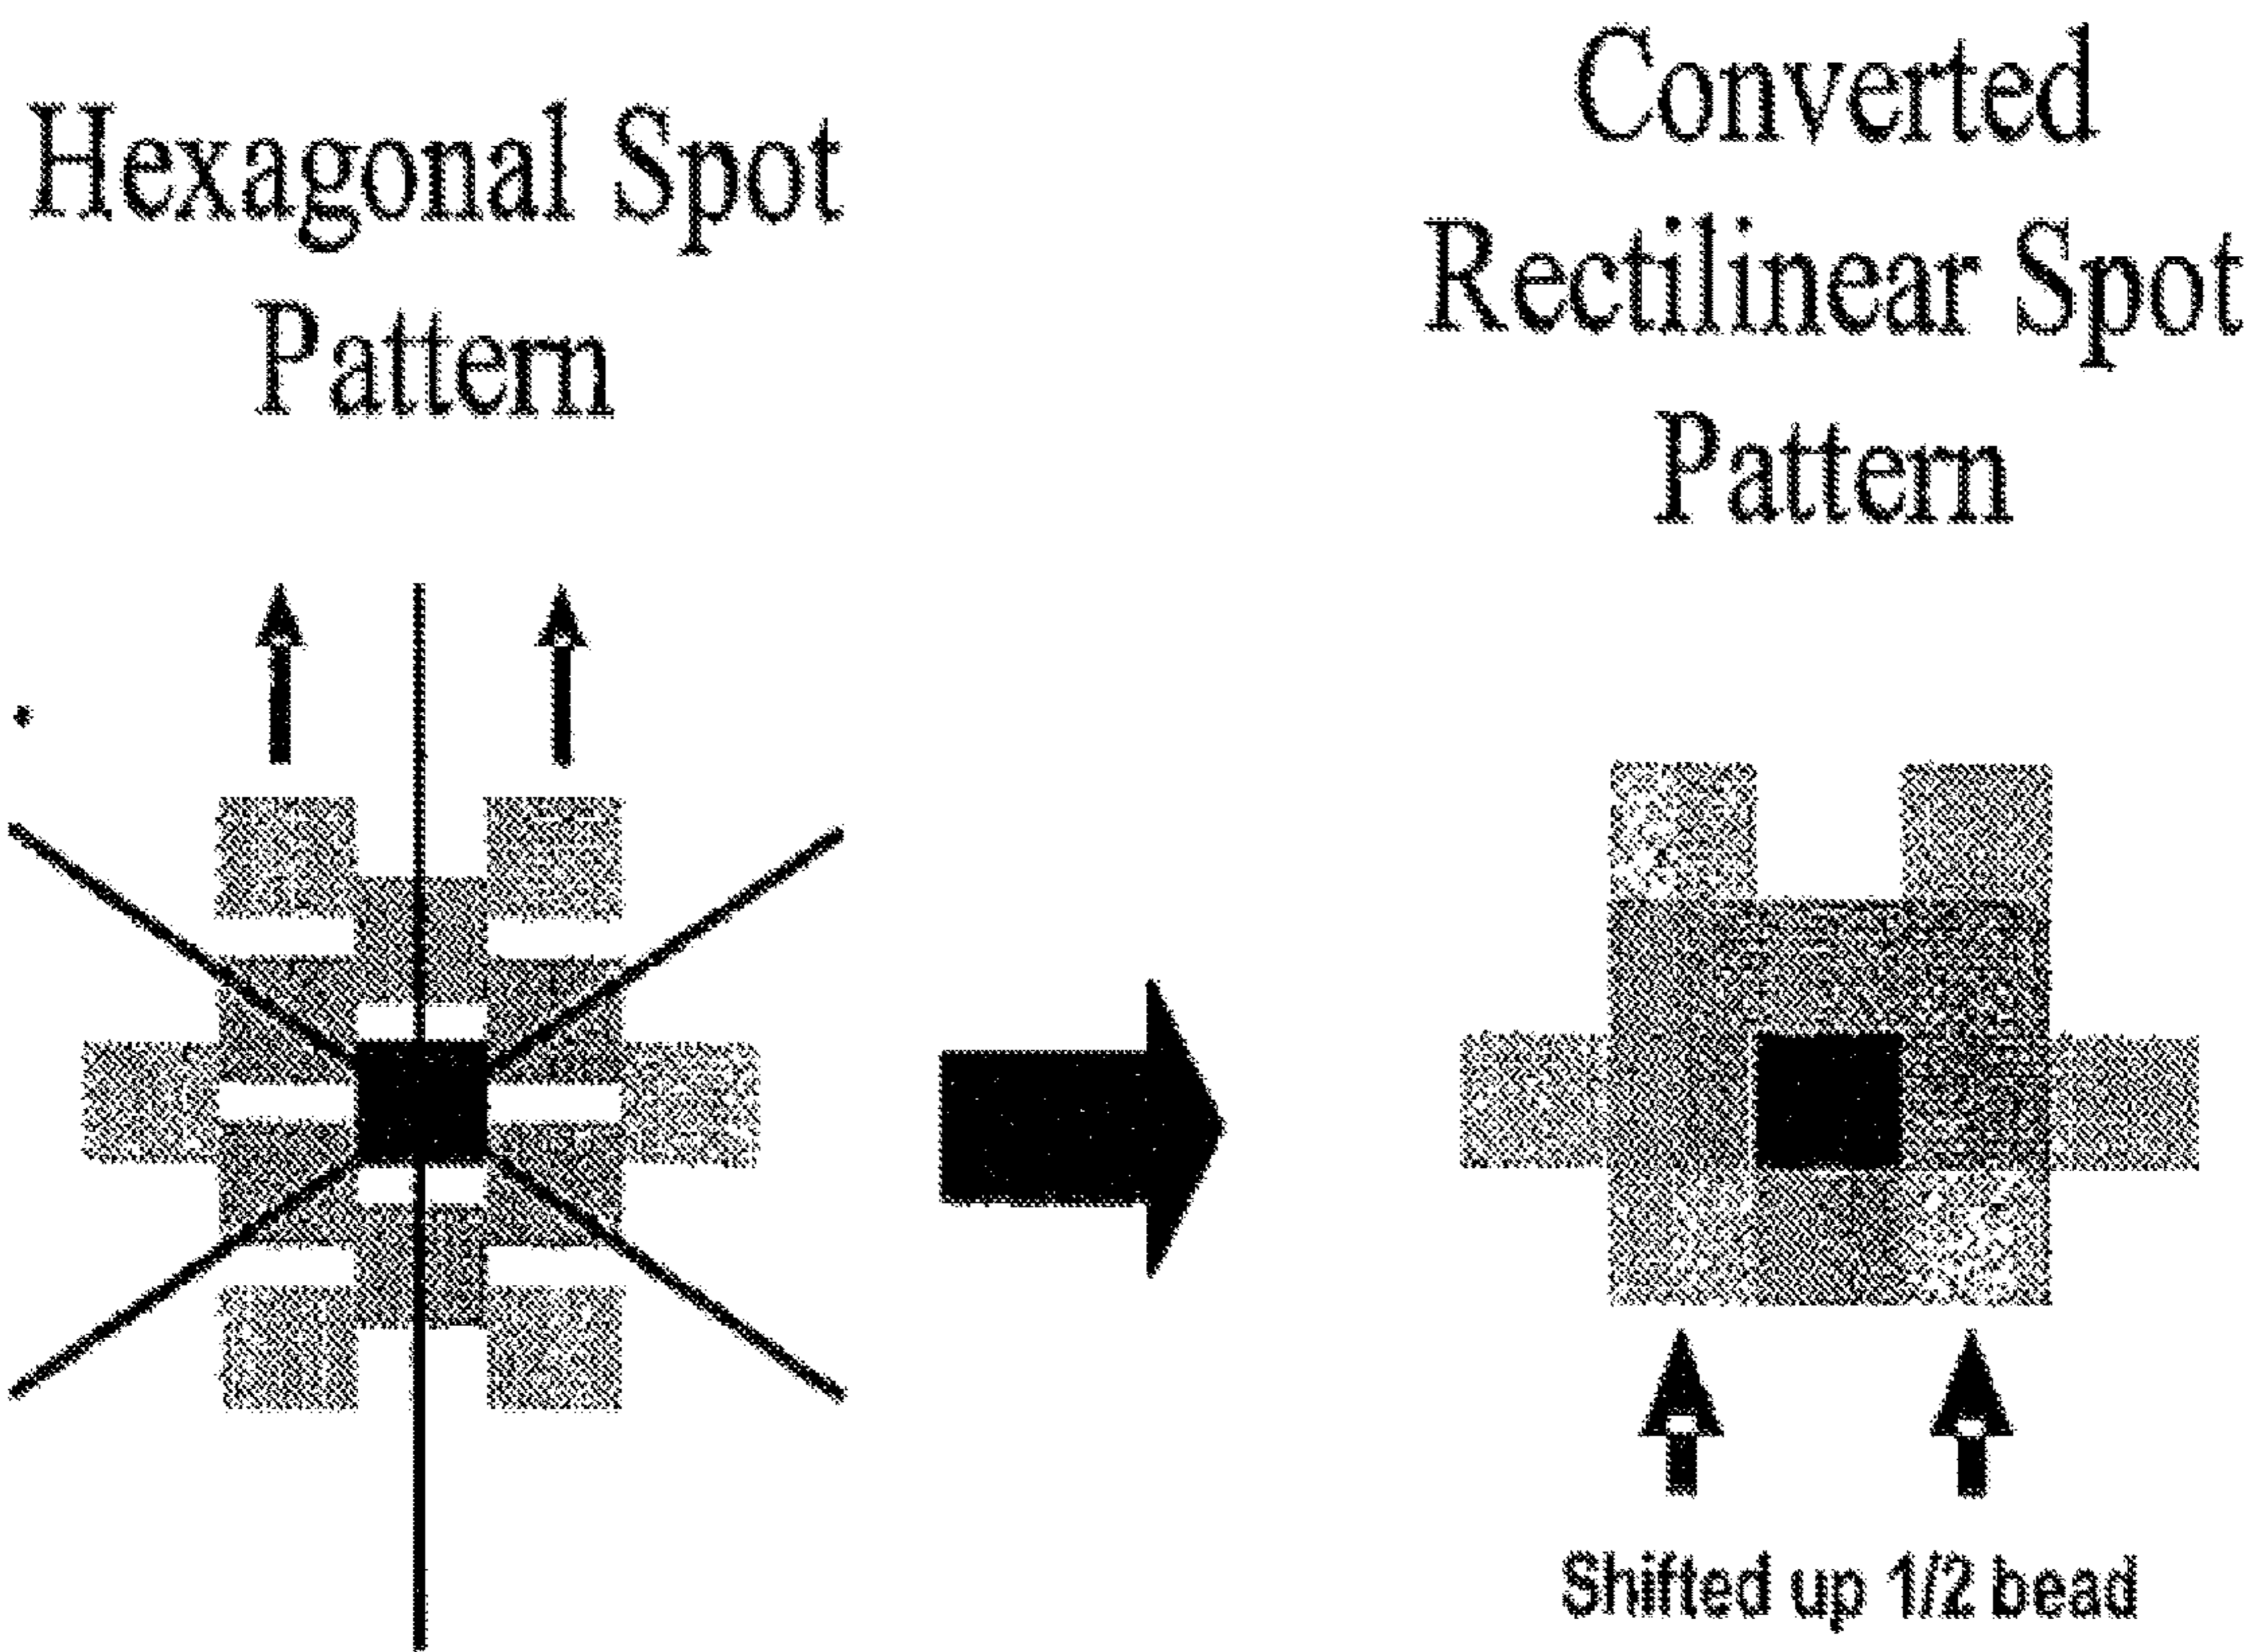 Hexagonal Spot
Pattern
Converted
Rectilinear Spot
Pattern
Shifted up 1/2 bead